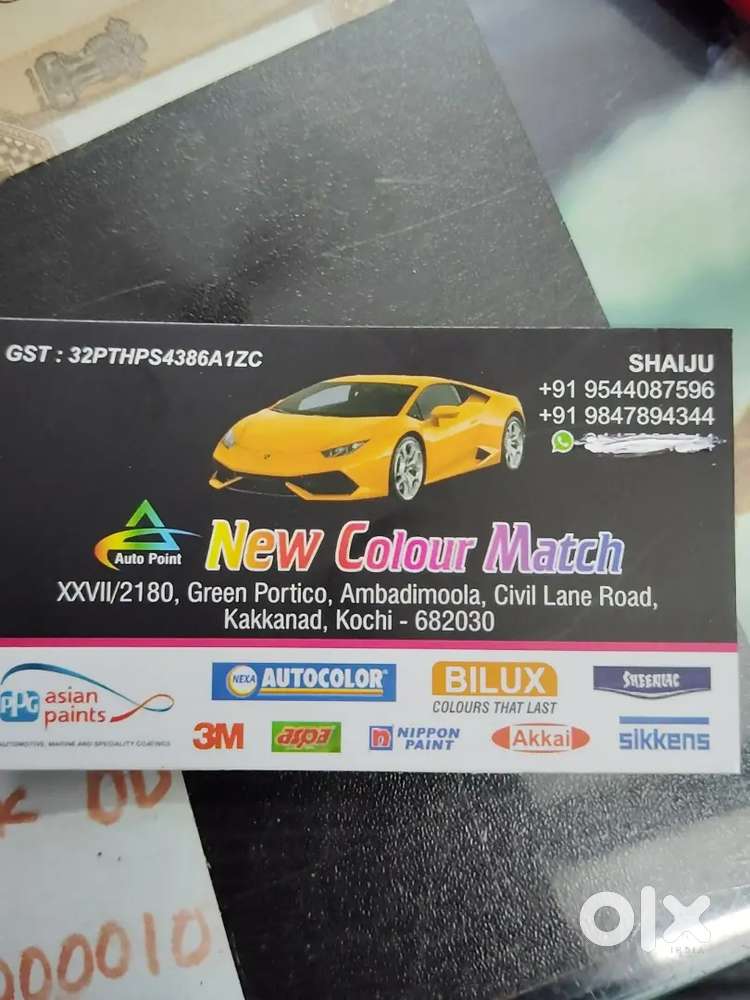 GST : 32PTHPS4386A1ZC
SHAIJU
+91 9544087596
+91 9847894344
Auto Point
New Colour Match
XXVII/2180, Green Portico, Ambadimoola, Civil Lane Road,
Kakkanad, Kochi - 682030
PPG asian paints
AUTOMOTIVE, MARINE AND SPECIALITY COATINGS
NEXA AUTOCOLOR
BILUX
COLOURS THAT LAST
SHEENLAC
3M
aspa
NIPPON PAINT
Akkai
sikkens
000010
olx
INDIA